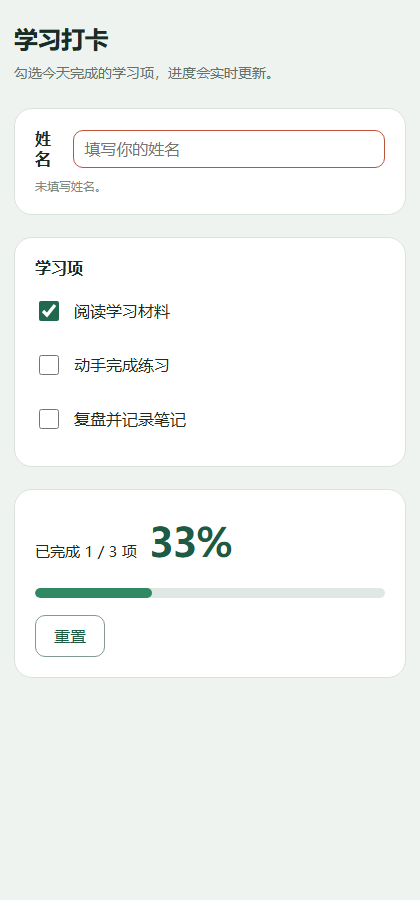 学习打卡
勾选今天完成的学习项，进度会实时更新。
姓
名
填写你的姓名
未填写姓名。
学习项
阅读学习材料
动手完成练习
复盘并记录笔记
已完成 1 / 3 项 33%
重置